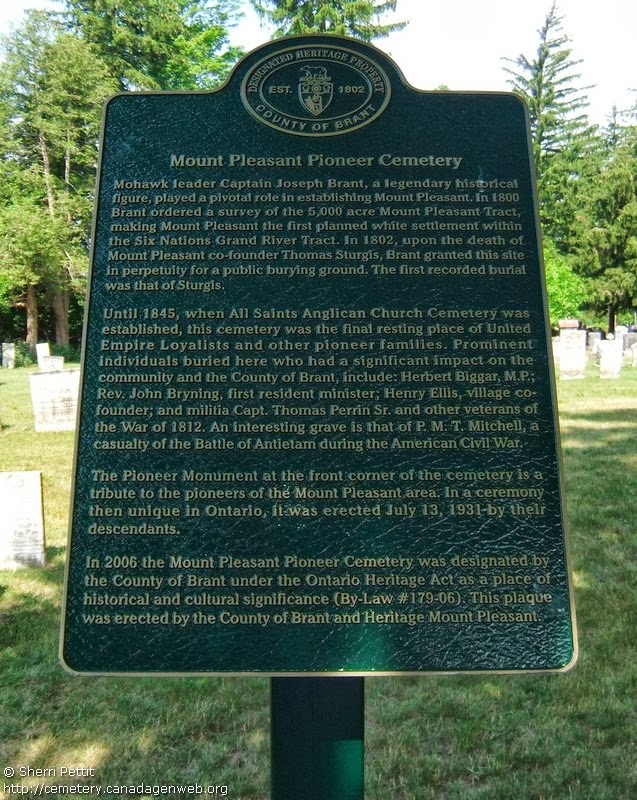 DESIGNATED HERITAGE PROPERTY
EST. 1802
COUNTY OF BRANT
Mount Pleasant Pioneer Cemetery
Mohawk leader Captain Joseph Brant, a legendary historical
figure, played a pivotal role in establishing Mount Pleasant. In 1800
Brant ordered a survey of the 5,000 acre Mount Pleasant Tract,
making Mount Pleasant the first planned white settlement within
the Six Nations Grand River Tract. In 1802, upon the death of
Mount Pleasant co-founder Thomas Sturgis, Brant granted this site
in perpetuity for a public burying ground. The first recorded burial
was that of Sturgis.
Until 1845, when All Saints Anglican Church Cemetery was
established, this cemetery was the final resting place of United
Empire Loyalists and other pioneer families. Prominent
individuals buried here who had a significant impact on the
community and the County of Brant, include: Herbert Biggar, M.P.;
Rev. John Bryning, first resident minister; Henry Ellis, village co-
founder; and militia Capt. Thomas Perrin Sr. and other veterans of
the War of 1812. An interesting grave is that of P. M. T. Mitchell, a
casualty of the Battle of Antietam during the American Civil War.
The Pioneer Monument at the front corner of the cemetery is a
tribute to the pioneers of the Mount Pleasant area. In a ceremony
then unique in Ontario, it was erected July 13, 1931 by their
descendants.
In 2006 the Mount Pleasant Pioneer Cemetery was designated by
the County of Brant under the Ontario Heritage Act as a place of
historical and cultural significance (By-Law #179-06). This plaque
was erected by the County of Brant and Heritage Mount Pleasant.
© Sherri Pettit
http://cemetery.canadagenweb.org